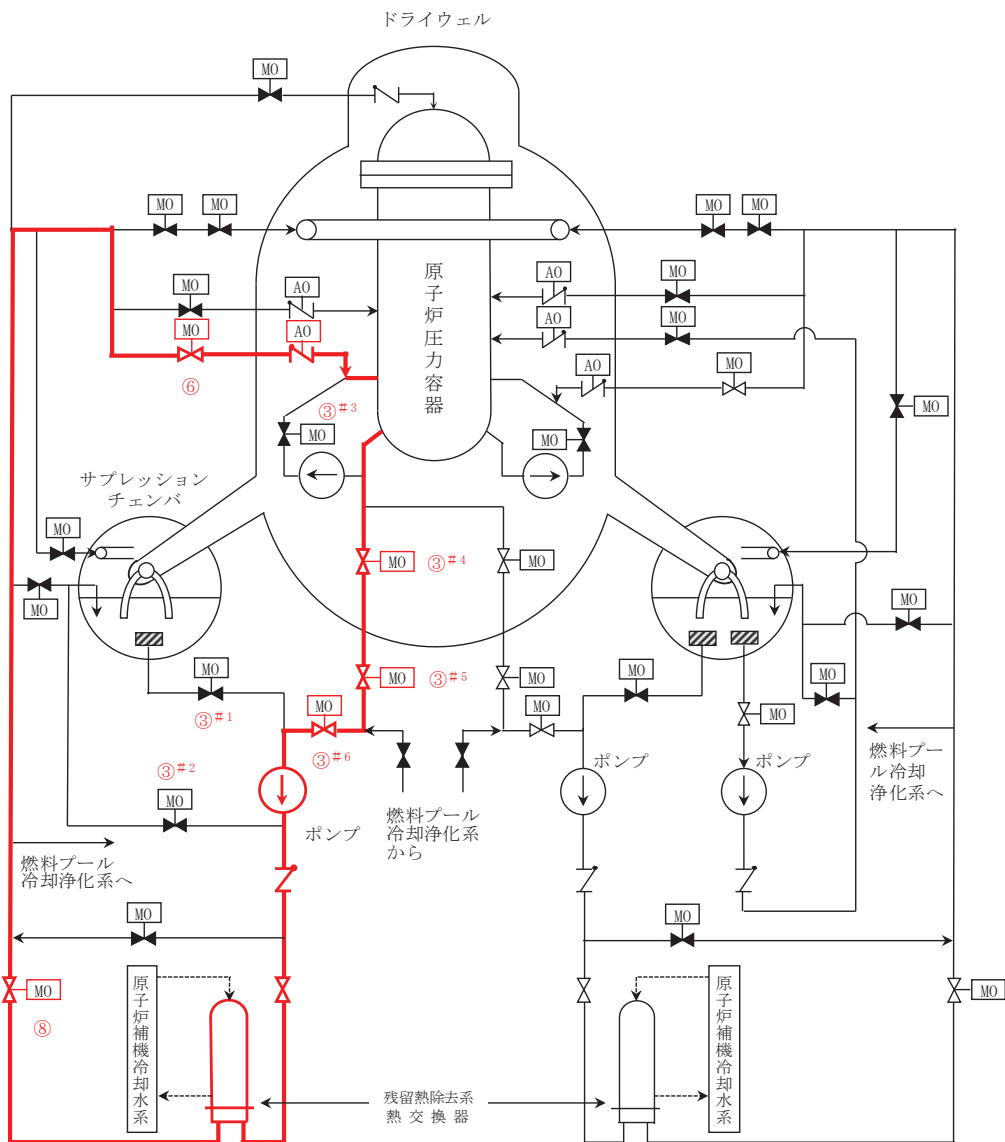 ドライウェル
MO
MO
MO
MO
MO
原子炉圧力容器
MO
AO
AO
MO
MO
AO
AO
MO
MO
⑥
AO
MO
③#3
MO
MO
MO
サプレッション
チェンバ
MO
MO
③#4
MO
MO
MO
MO
③#5
MO
MO
MO
③#1
MO
MO
MO
MO
③#6
③#2
MO
ポンプ
ポンプ
ポンプ
燃料プール
冷却浄化系
から
燃料プー
ル冷却
浄化系へ
燃料プール
冷却浄化系へ
MO
MO
MO
⑧
MO
原子炉補機冷却水系
原子炉補機冷却水系
残留熱除去系
熱交換器